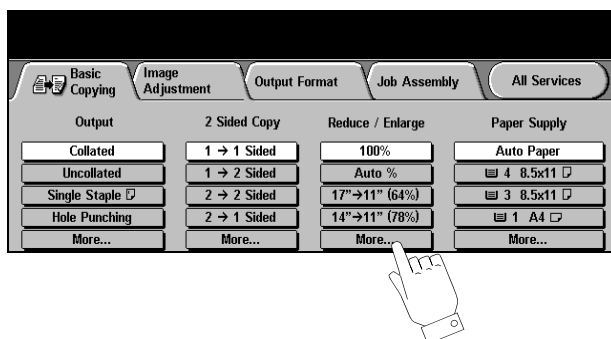 Basic Copying
Image Adjustment
Output Format
Job Assembly
All Services
Output
2 Sided Copy
Reduce / Enlarge
Paper Supply
Collated
1 → 1 Sided
100%
Auto Paper
Uncollated
1 → 2 Sided
Auto %
4 8.5x11
Single Staple
2 → 2 Sided
17"→11" (64%)
3 8.5x11
Hole Punching
2 → 1 Sided
14"→11" (78%)
1 A4
More...
More...
More...
More...